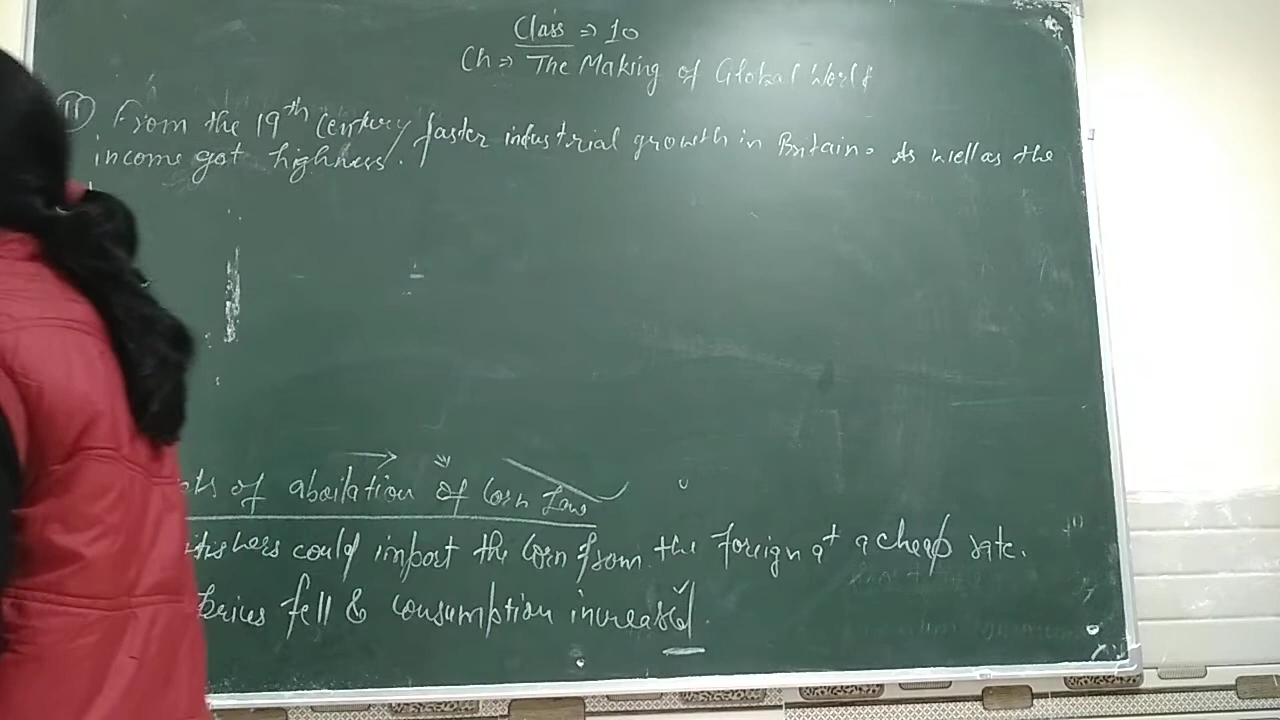 Class ⇒ 10
Ch ⇒ The Making of Global World
(11) From the 19th Century faster industrial growth in Britain. As well as the
income got highness.
of aboilation of Corn Law
could import the Corn from the foreign at a cheap rate.
fell & consumption increased.